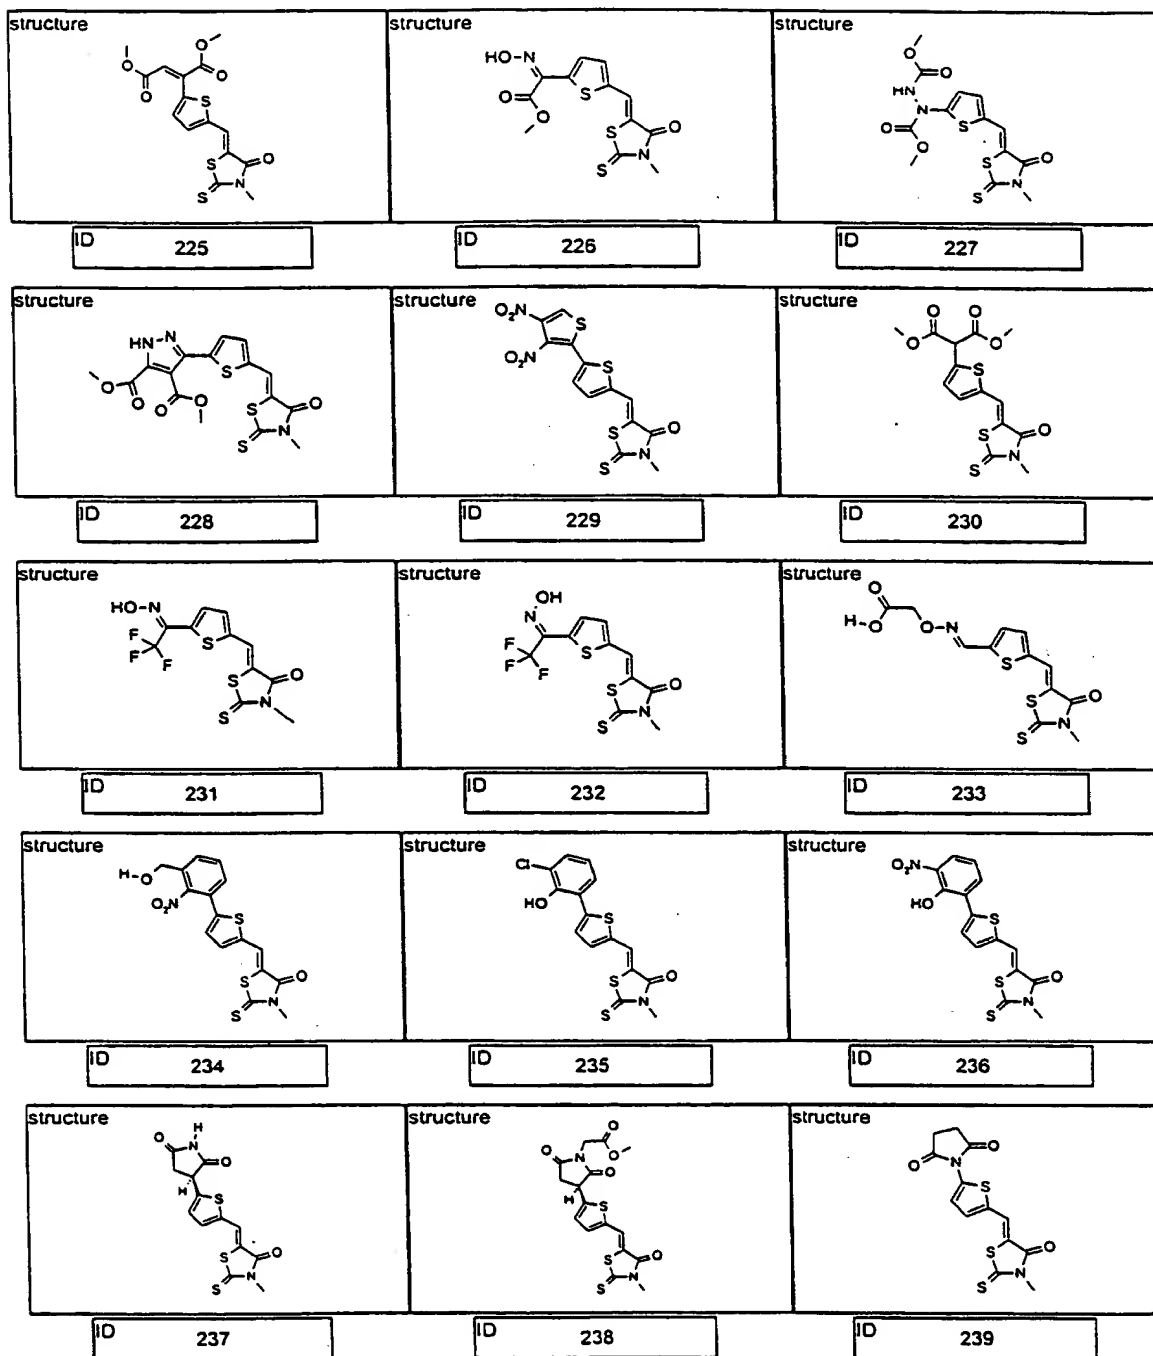 structure
structure
structure
O
O
O
O
S
S
O
N
S
HO-N
O
O
S
S
O
N
S
O
O
HN
N
O
O
S
S
O
N
S
ID 225
ID 226
ID 227
structure
structure
structure
HN
N
O
O
O
O
S
S
O
N
S
O₂N
O₂N
S
S
S
O
N
S
O
O
O
O
S
S
O
N
S
ID 228
ID 229
ID 230
structure
structure
structure
HO-N
F
F
F
S
S
O
N
S
OH
N
F
F
F
S
S
O
N
S
O
H-O
O-N
S
S
O
N
S
ID 231
ID 232
ID 233
structure
structure
structure
H-O
O₂N
S
S
O
N
S
Cl
HO
S
S
O
N
S
O₂N
HO
S
S
O
N
S
ID 234
ID 235
ID 236
structure
structure
structure
H
O
N
O
H
S
S
O
N
S
O
O
O
N
O
H
S
S
O
N
S
O
O
N
S
S
O
N
S
ID 237
ID 238
ID 239